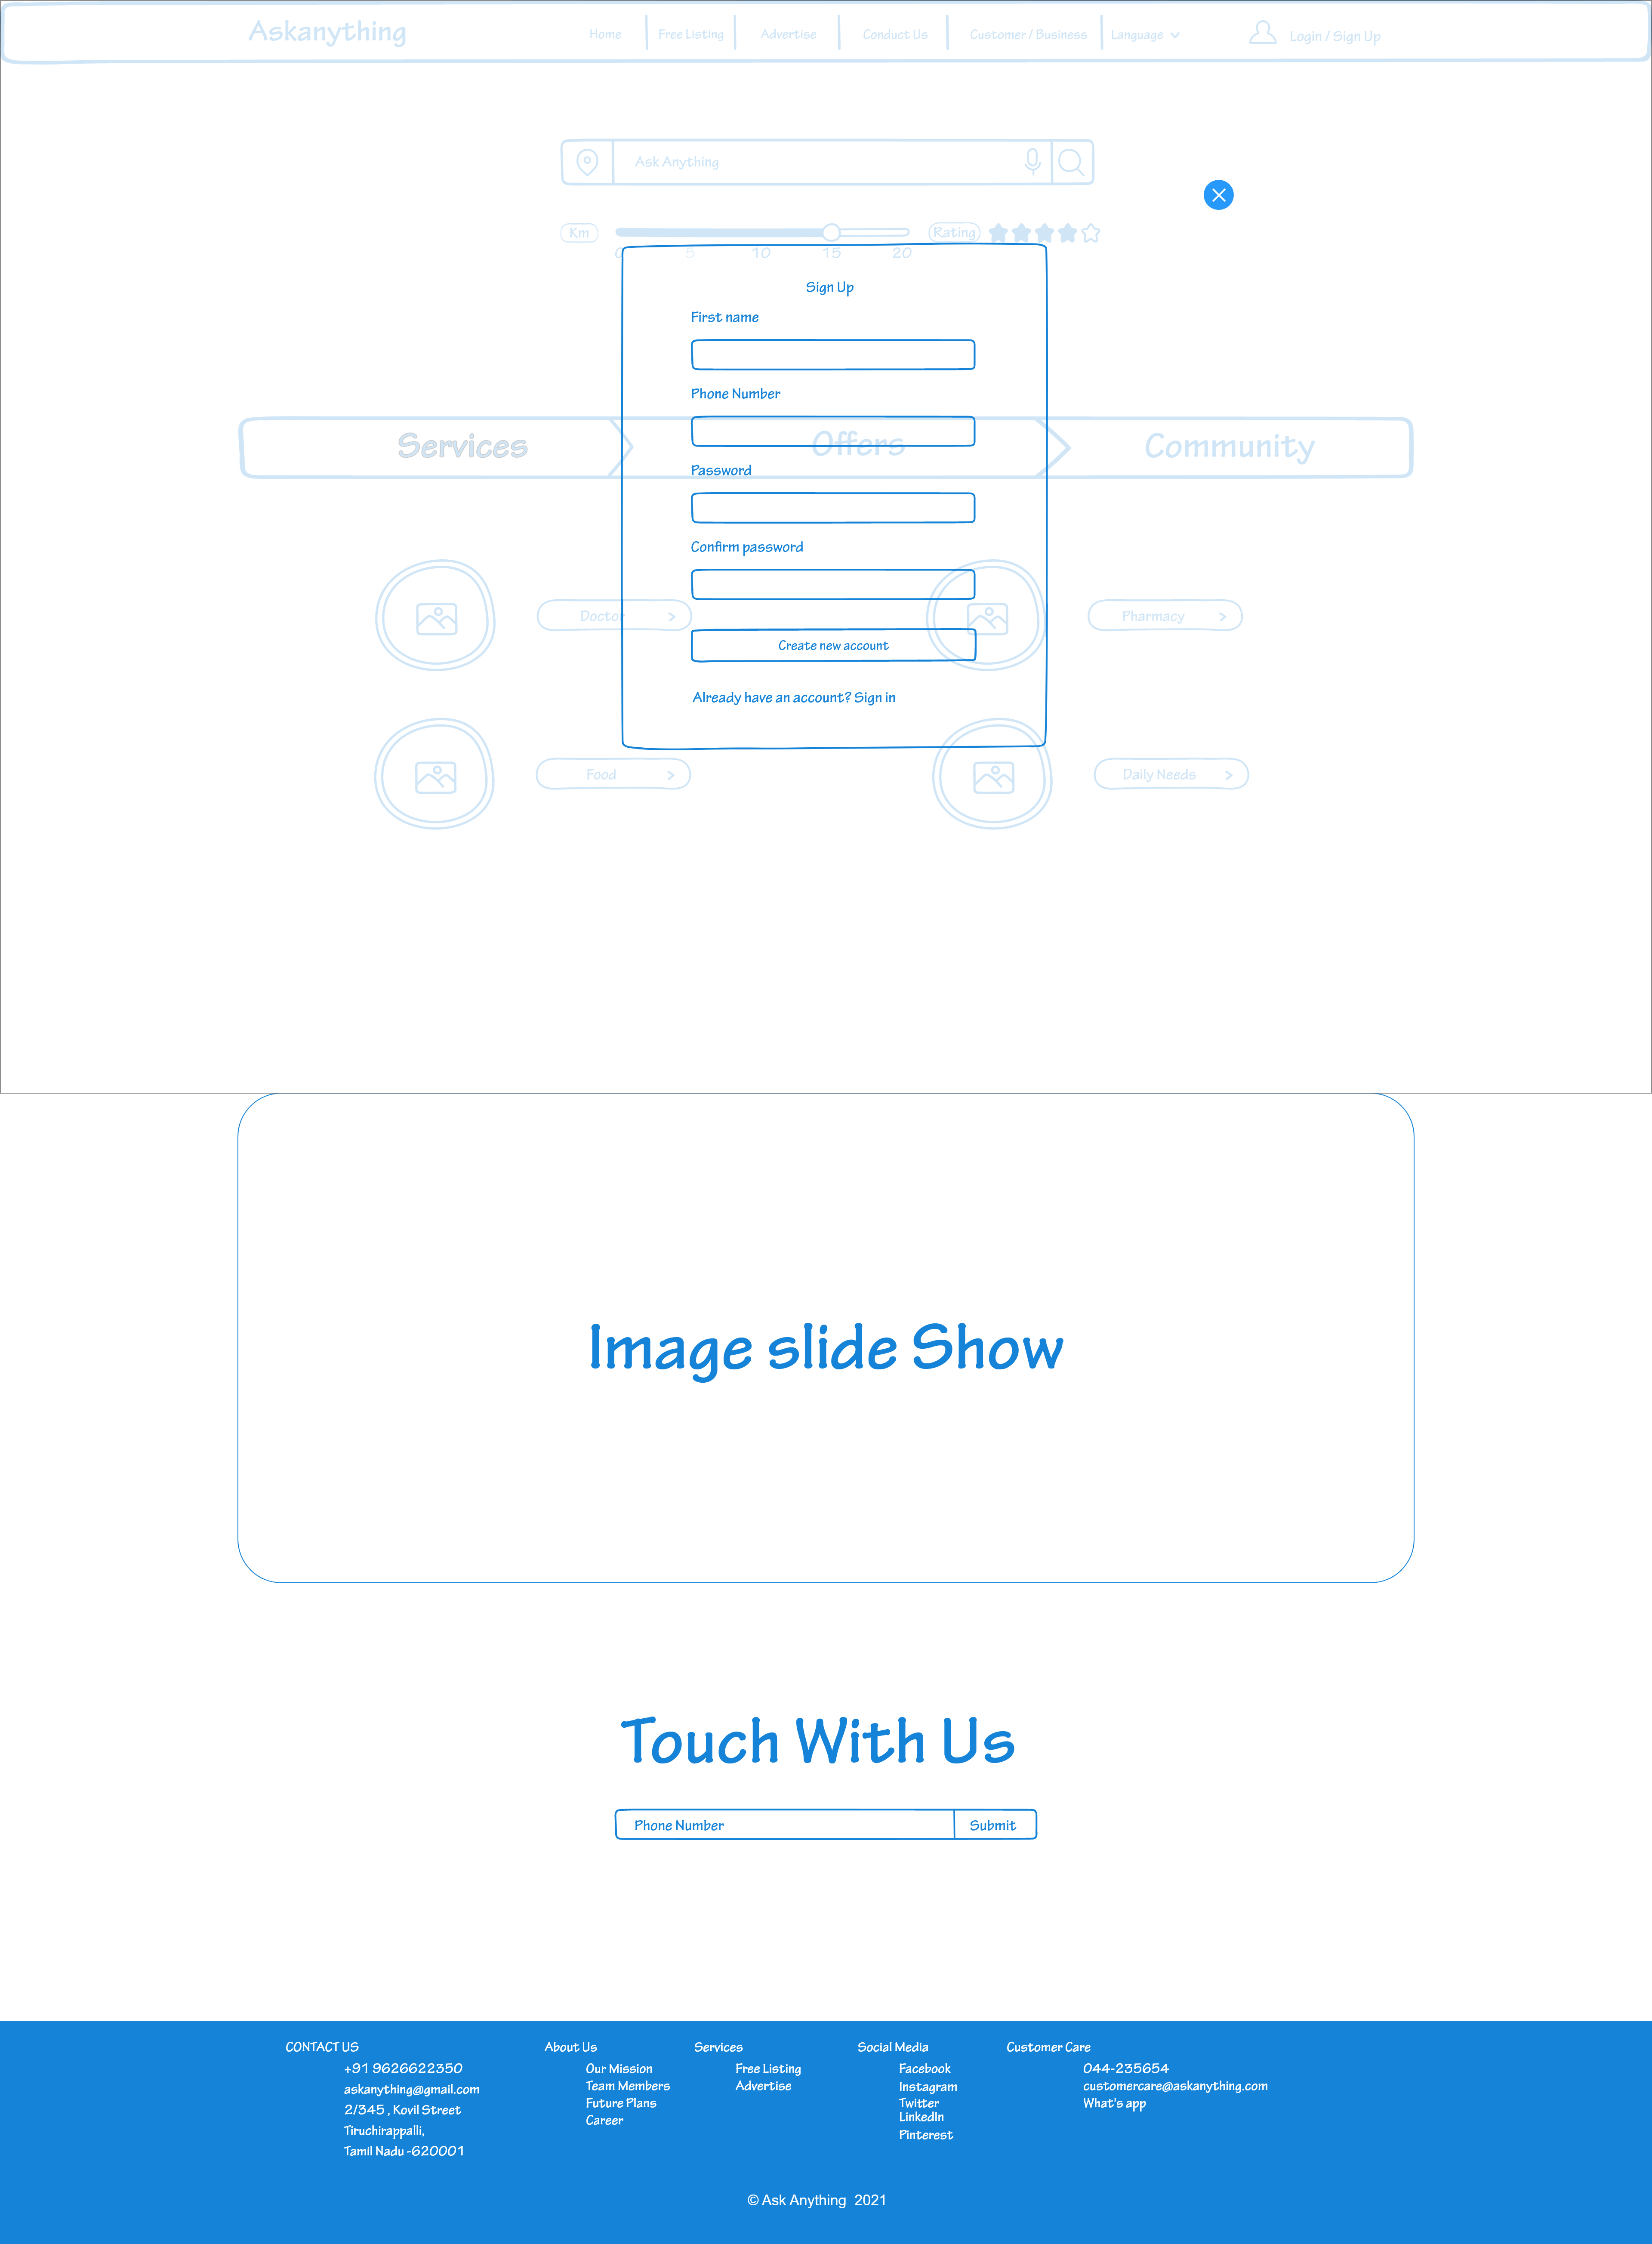 Askanything
Home Free Listing Advertise Conduct Us Customer / Business Language Login / Sign Up
Ask Anything
Km Rating
0 5 10 15 20
Sign Up
First name
Phone Number
Services Offers Community
Password
Confirm password
Doctor Pharmacy
Create new account
Already have an account? Sign in
Food Daily Needs
Image slide Show
Touch With Us
Phone Number Submit
CONTACT US
+91 9626622350
askanything@gmail.com
2/345 , Kovil Street
Tiruchirappalli,
Tamil Nadu -620001
About Us
Our Mission
Team Members
Future Plans
Career
Services
Free Listing
Advertise
Social Media
Facebook
Instagram
Twitter
LinkedIn
Pinterest
Customer Care
044-235654
customercare@askanything.com
What's app
© Ask Anything 2021